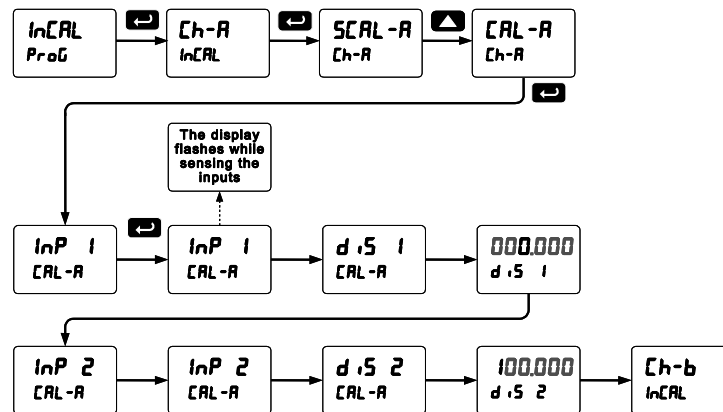 InCAL
ProG
Ch-A
InCAL
SCAL-A
Ch-A
CAL-A
Ch-A
The display
flashes while
sensing the
inputs
InP 1
CAL-A
InP 1
CAL-A
diS 1
CAL-A
000.000
diS 1
InP 2
CAL-A
InP 2
CAL-A
diS 2
CAL-A
100.000
diS 2
Ch-b
InCAL